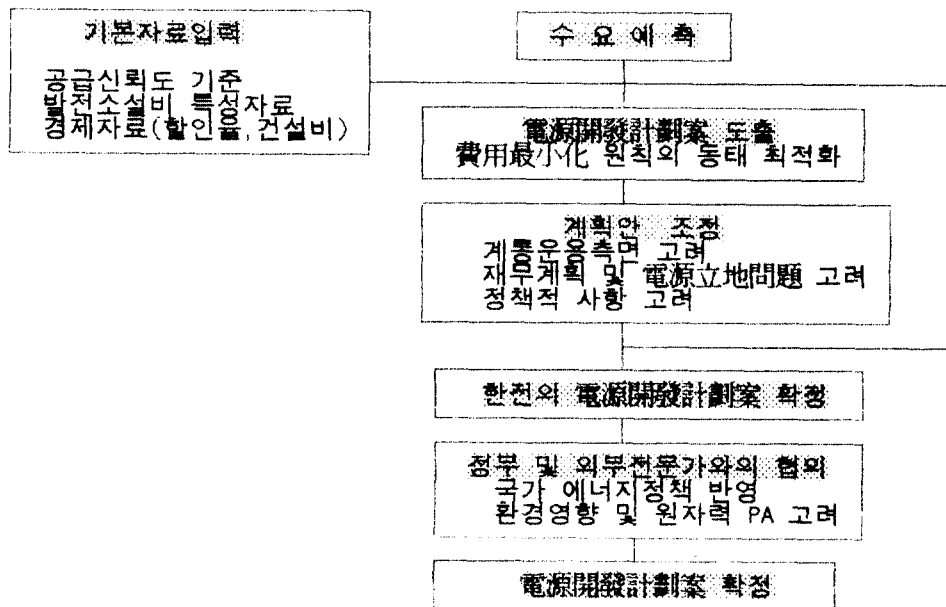 기본자료입력
공급신뢰도 기준
발전소설비 특성자료
경제자료(할인율,건설비)
수 요 예 측
電源開發計劃案 도출
費用最小化 원칙의 동태 최적화
계획안 조정
계통운용측면 고려
재무계획 및 電源立地問題 고려
정책적 사항 고려
한전의 電源開發計劃案 확정
정부 및 외부전문가와의 협의
국가 에너지정책 반영
환경영향 및 원자력 PA 고려
電源開發計劃案 확정